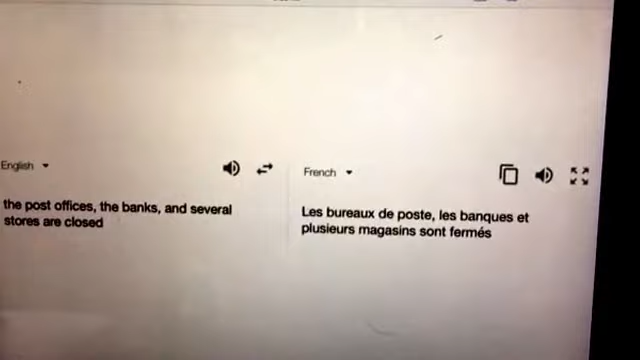 English
French
the post offices, the banks, and several
stores are closed
Les bureaux de poste, les banques et
plusieurs magasins sont fermés